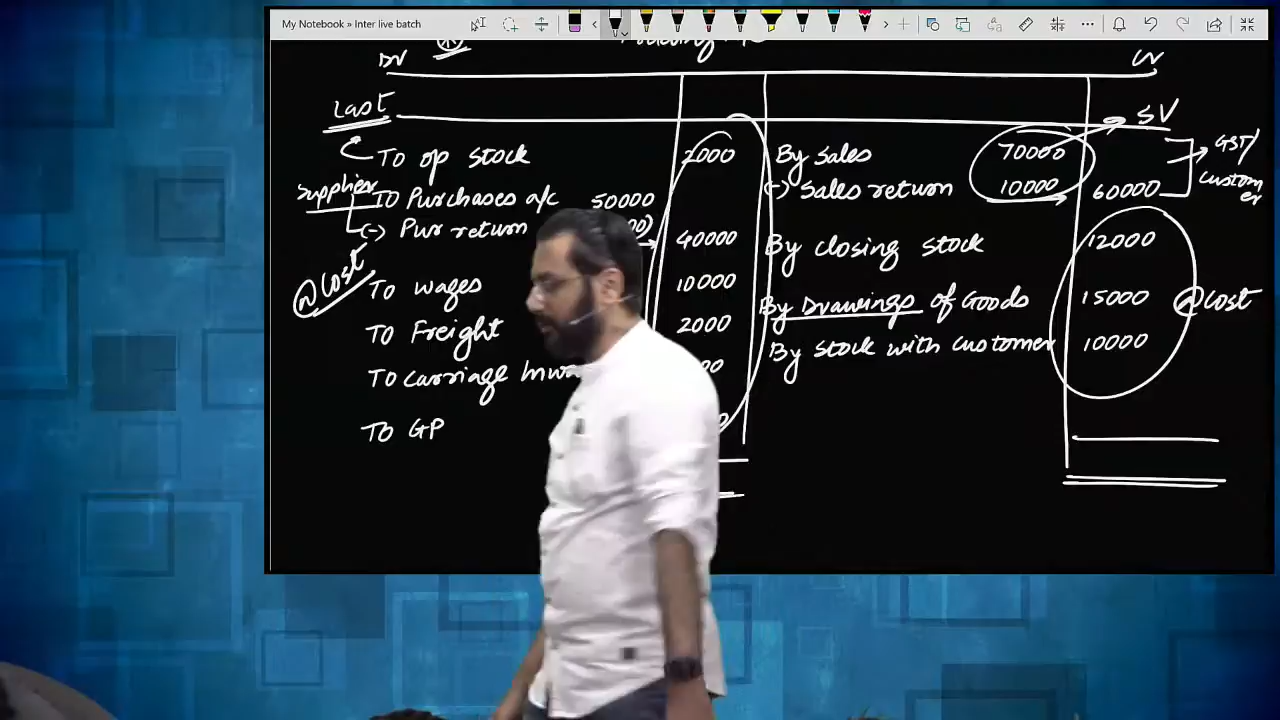 My Notebook » Inter live batch
Dr
Cr
Last
SV
To op stock 2000
By Sales 70000
GST/
Customer
(-) Sales return 10000 60000
Supplier
To Purchases a/c 50000
(-) Pur return 40000
By closing stock 12000
@ Cost
To wages 10000
By Drawings of Goods 15000 @ Cost
To Freight 2000
By Stock with customer 10000
To carriage
To GP